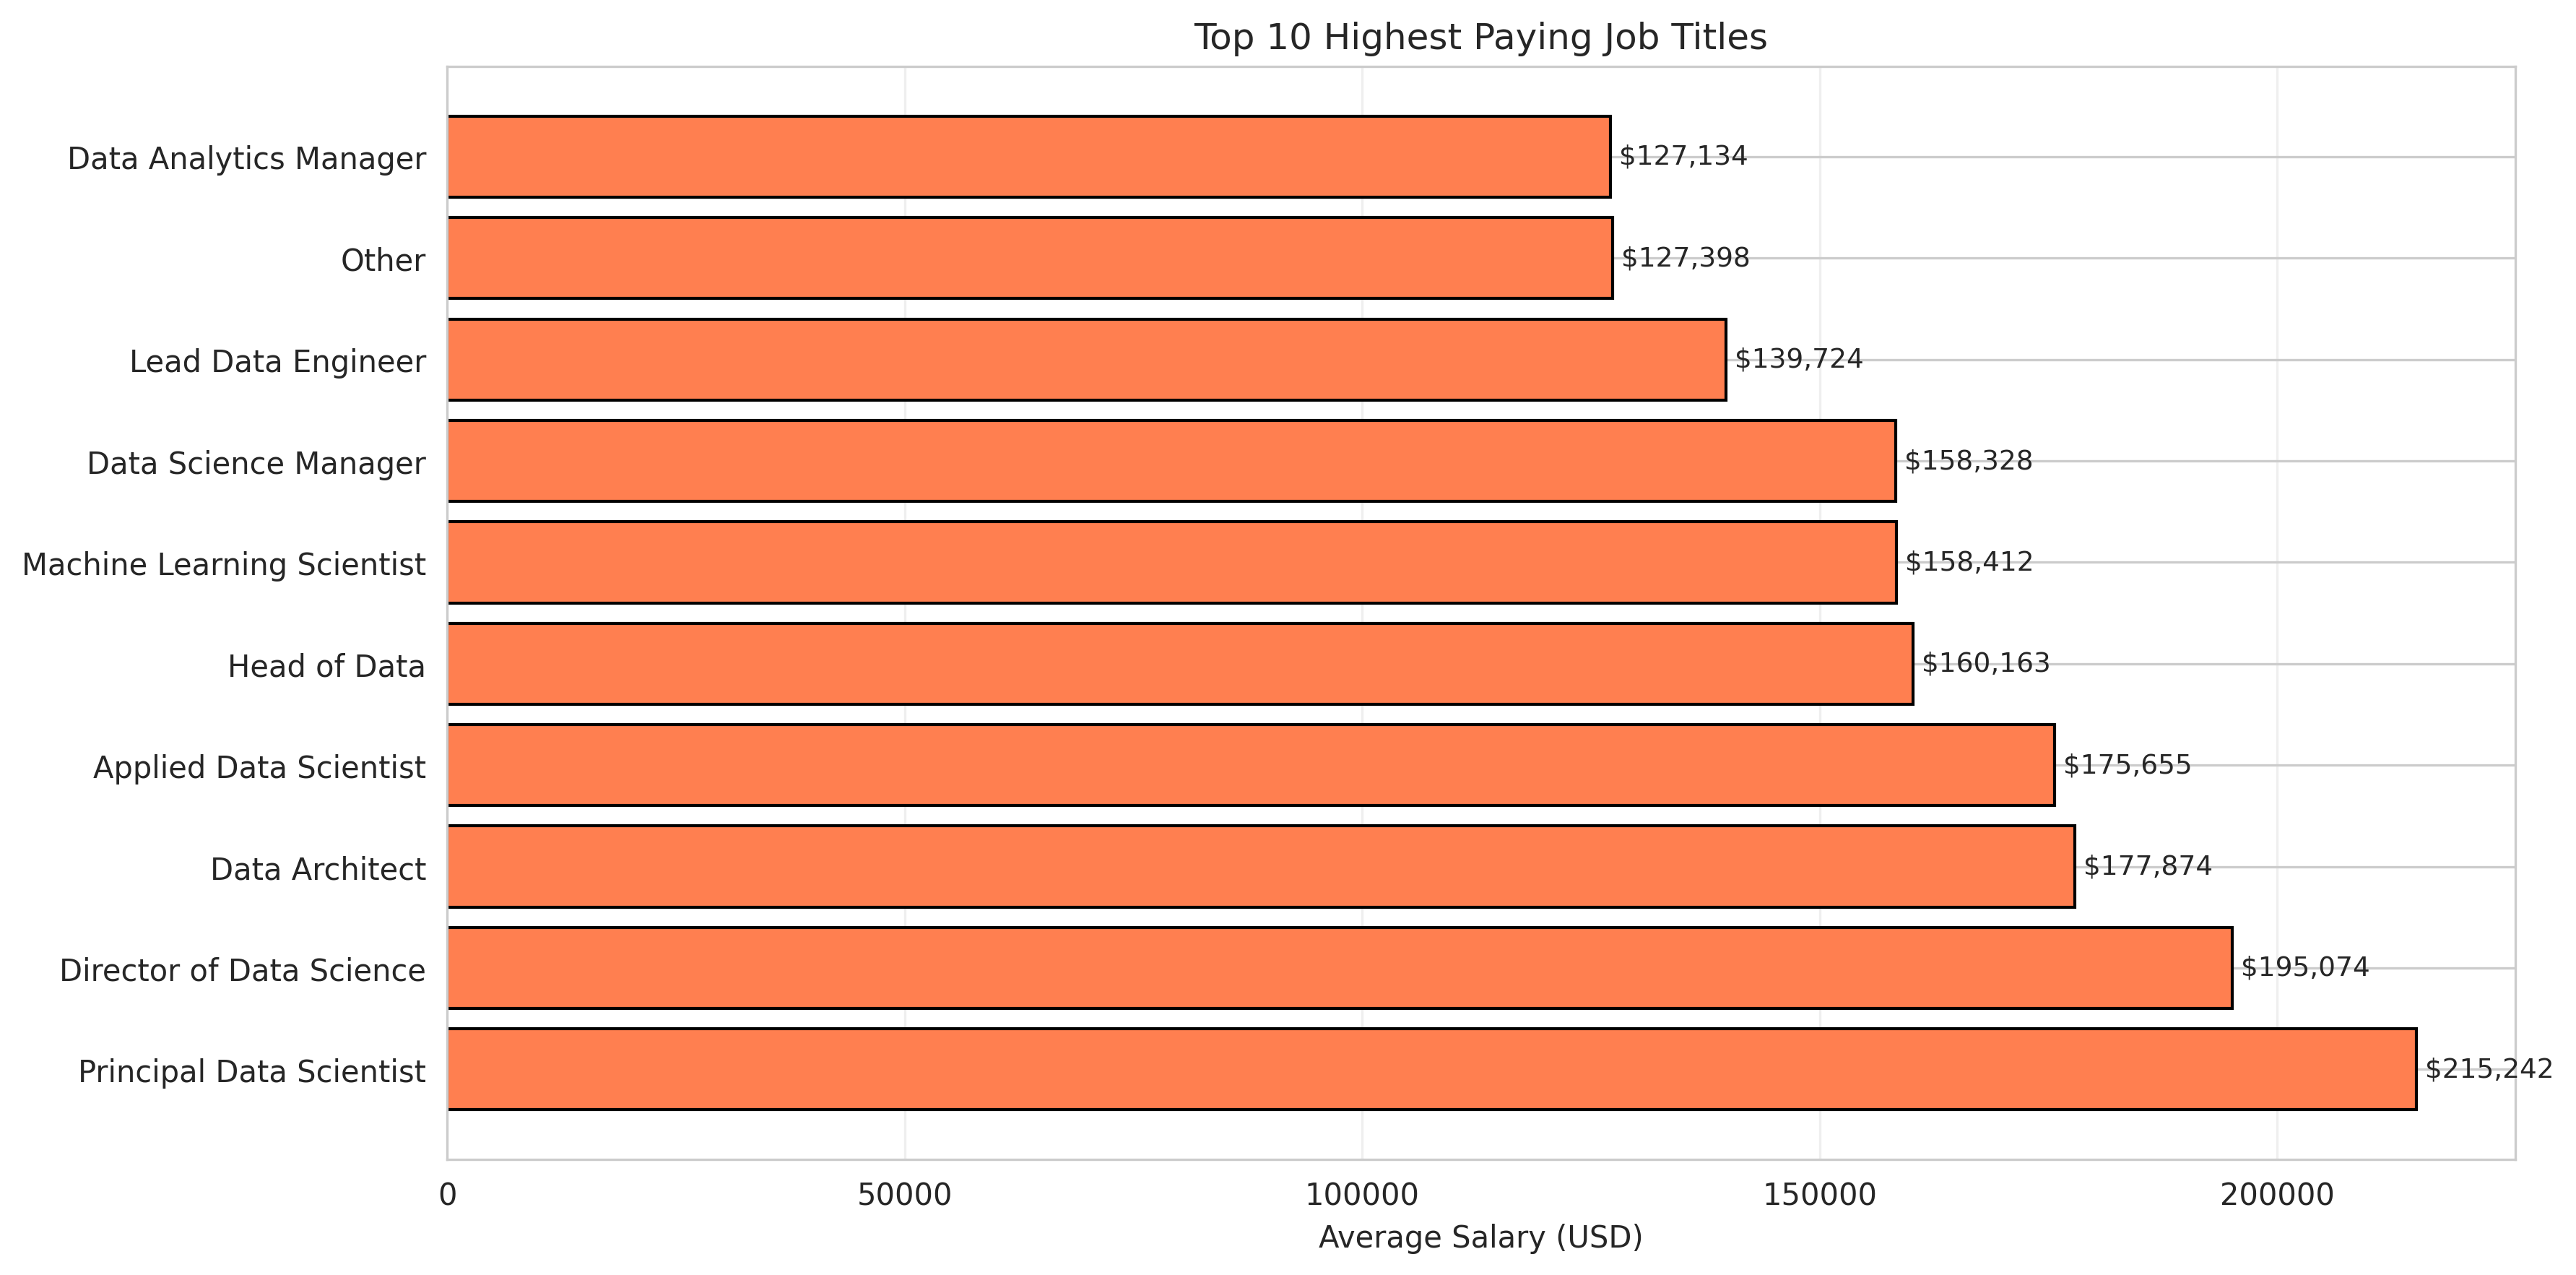 Top 10 Highest Paying Job Titles
Data Analytics Manager $127,134
Other $127,398
Lead Data Engineer $139,724
Data Science Manager $158,328
Machine Learning Scientist $158,412
Head of Data $160,163
Applied Data Scientist $175,655
Data Architect $177,874
Director of Data Science $195,074
Principal Data Scientist $215,242
0 50000 100000 150000 200000
Average Salary (USD)